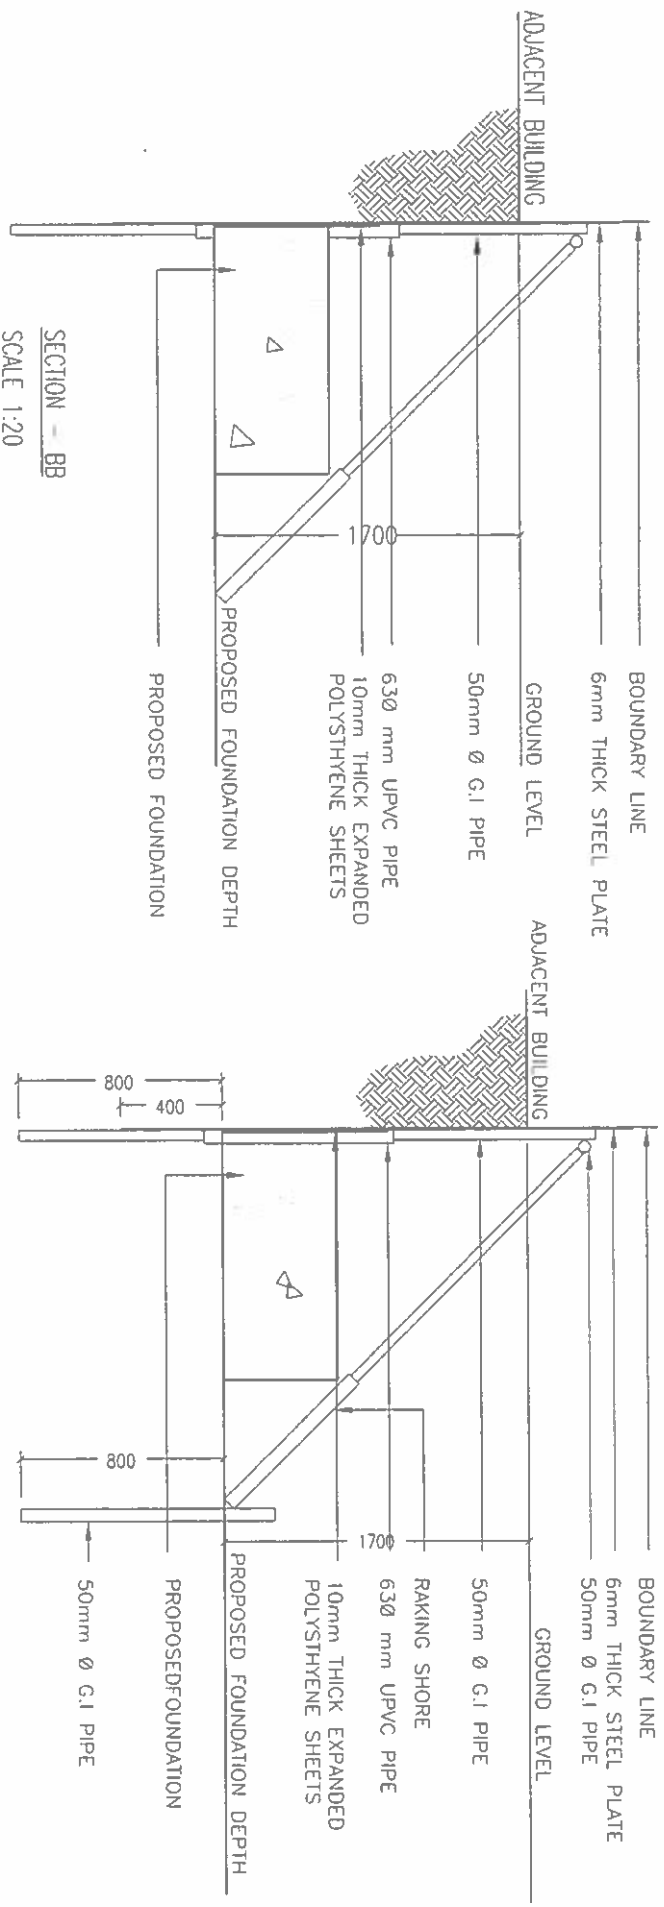 ADJACENT BUILDING
BOUNDARY LINE
6mm THICK STEEL PLATE
GROUND LEVEL
50mm Ø G.I PIPE
1700
630 mm UPVC PIPE
10mm THICK EXPANDED
POLYSTHYENE SHEETS
PROPOSED FOUNDATION DEPTH
PROPOSED FOUNDATION
SECTION - BB
SCALE 1:20
ADJACENT BUILDING
BOUNDARY LINE
6mm THICK STEEL PLATE
50mm Ø G.I PIPE
GROUND LEVEL
50mm Ø G.I PIPE
RAKING SHORE
630 mm UPVC PIPE
1700
10mm THICK EXPANDED
POLYSTHYENE SHEETS
PROPOSED FOUNDATION DEPTH
800
400
PROPOSEDFOUNDATION
800
50mm Ø G.I PIPE